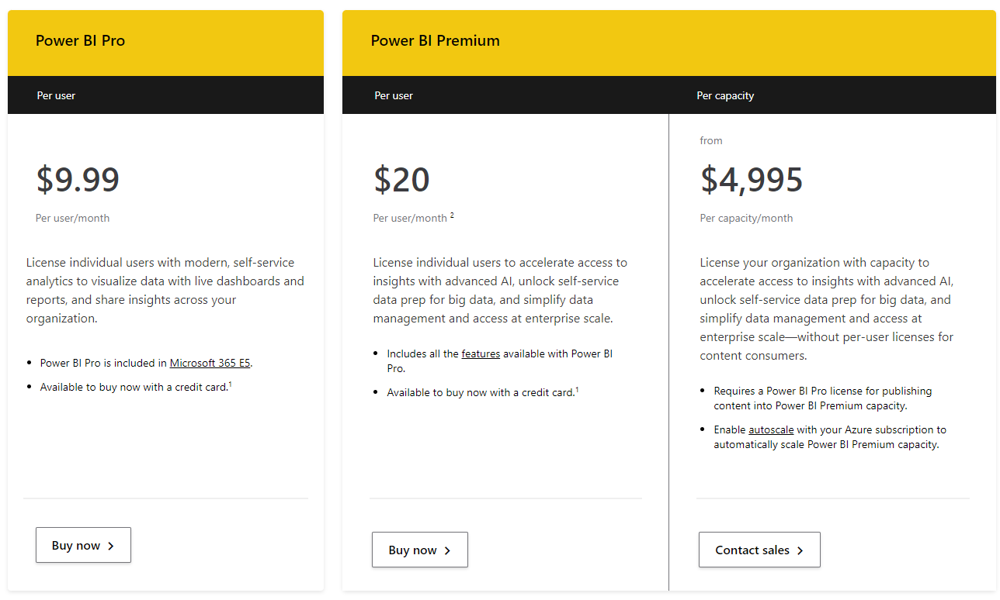 Power BI Pro
Per user
$9.99
Per user/month
License individual users with modern, self-service
analytics to visualize data with live dashboards and
reports, and share insights across your
organization.
• Power BI Pro is included in Microsoft 365 E5.
• Available to buy now with a credit card.1
Buy now >
Power BI Premium
Per user
$20
Per user/month 2
License individual users to accelerate access to
insights with advanced AI, unlock self-service
data prep for big data, and simplify data
management and access at enterprise scale.
• Includes all the features available with Power BI
Pro.
• Available to buy now with a credit card.1
Buy now >
Per capacity
from
$4,995
Per capacity/month
License your organization with capacity to
accelerate access to insights with advanced AI,
unlock self-service data prep for big data, and
simplify data management and access at
enterprise scale—without per-user licenses for
content consumers.
• Requires a Power BI Pro license for publishing
content into Power BI Premium capacity.
• Enable autoscale with your Azure subscription to
automatically scale Power BI Premium capacity.
Contact sales >